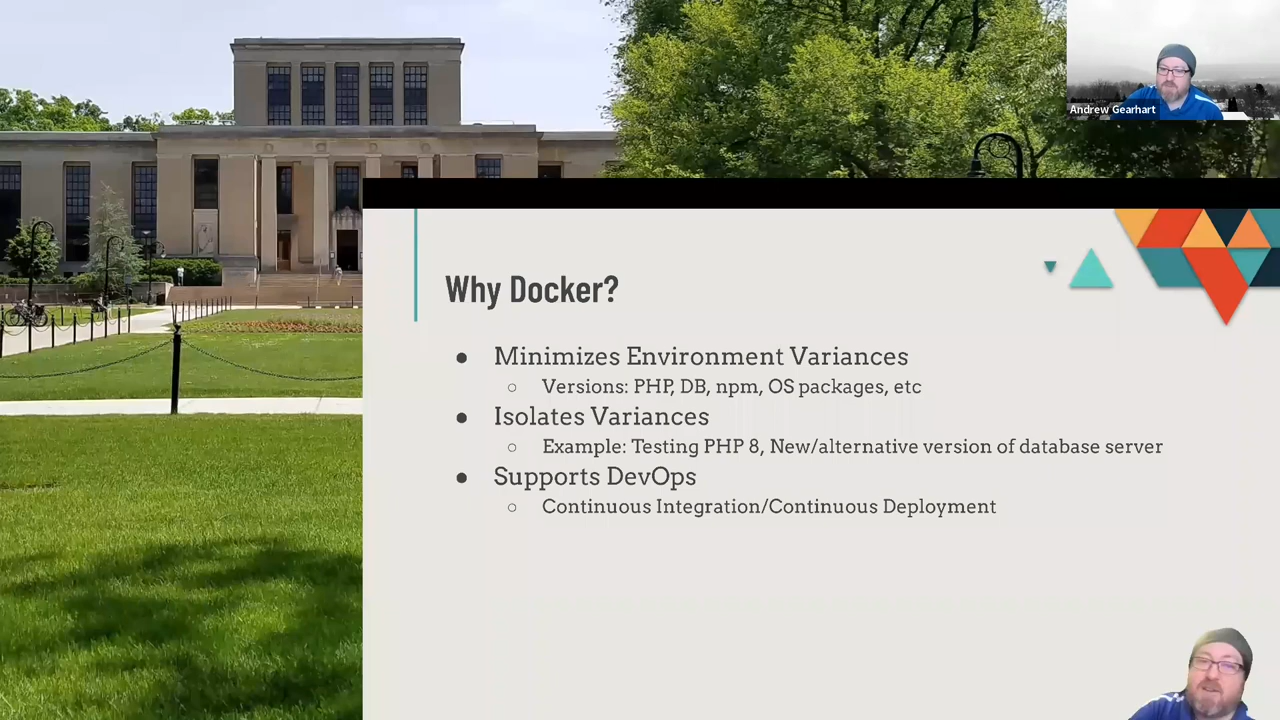 Andrew Gearhart
Why Docker?
Minimizes Environment Variances
Versions: PHP, DB, npm, OS packages, etc
Isolates Variances
Example: Testing PHP 8, New/alternative version of database server
Supports DevOps
Continuous Integration/Continuous Deployment